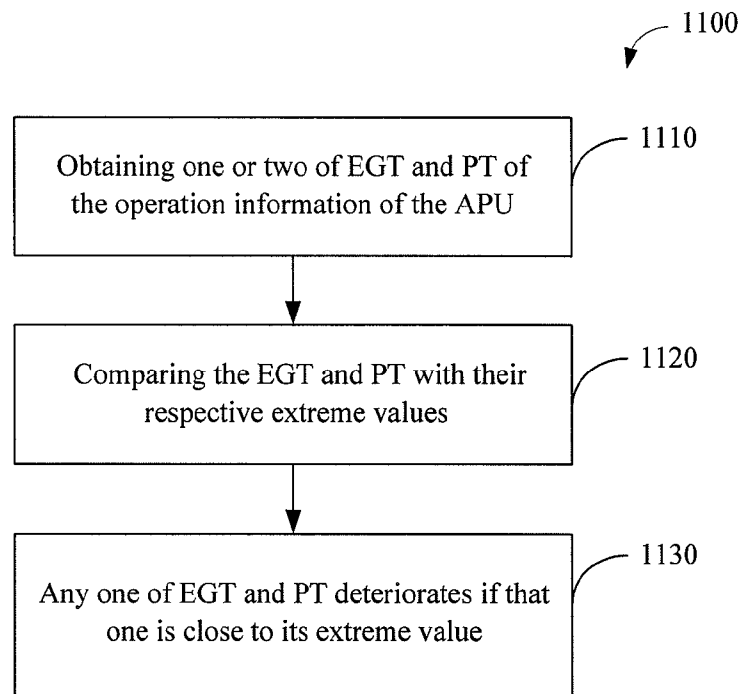 1100
Obtaining one or two of EGT and PT of
the operation information of the APU
1110
Comparing the EGT and PT with their
respective extreme values
1120
Any one of EGT and PT deteriorates if that
one is close to its extreme value
1130